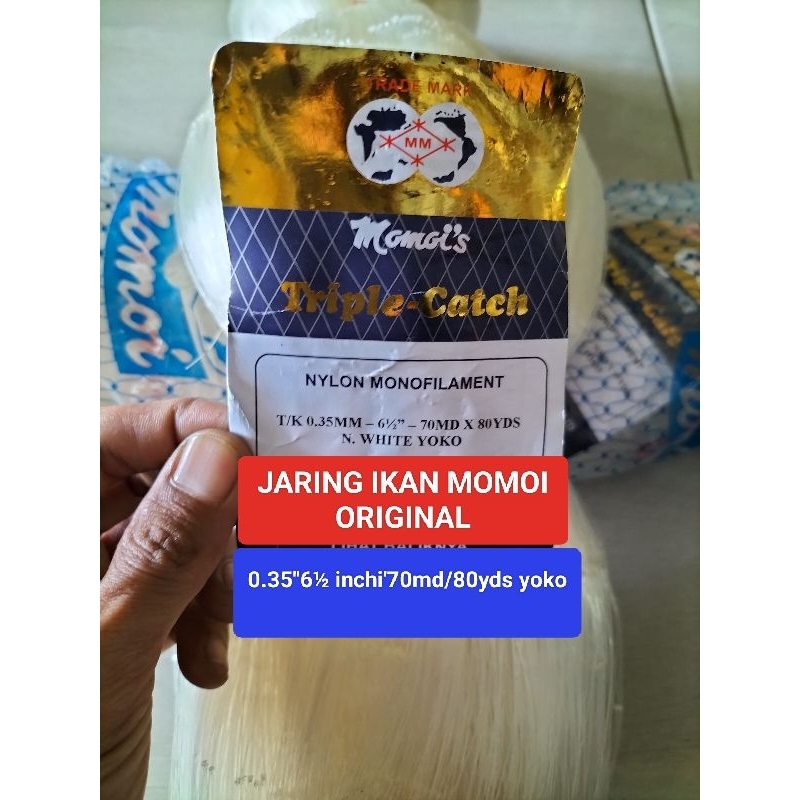 TRADE MARK
MM
Momoi's
Triple-Catch
momoi
NYLON MONOFILAMENT
T/K 0.35MM – 6½” – 70MD X 80YDS
N. WHITE YOKO
JARING IKAN MOMOI
ORIGINAL
0.35"6½ inchi'70md/80yds yoko